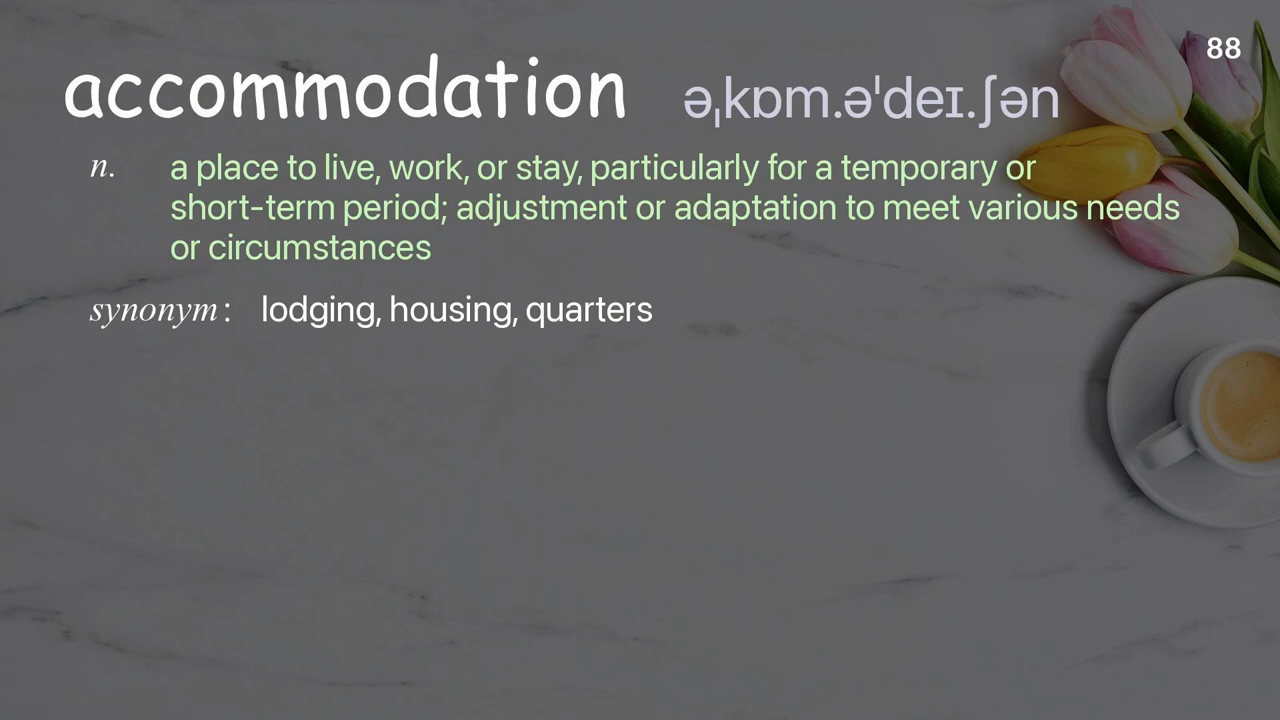 88
accommodation əˌkɒm.əˈdeɪ.ʃən
n. a place to live, work, or stay, particularly for a temporary or
short-term period; adjustment or adaptation to meet various needs
or circumstances
synonym: lodging, housing, quarters